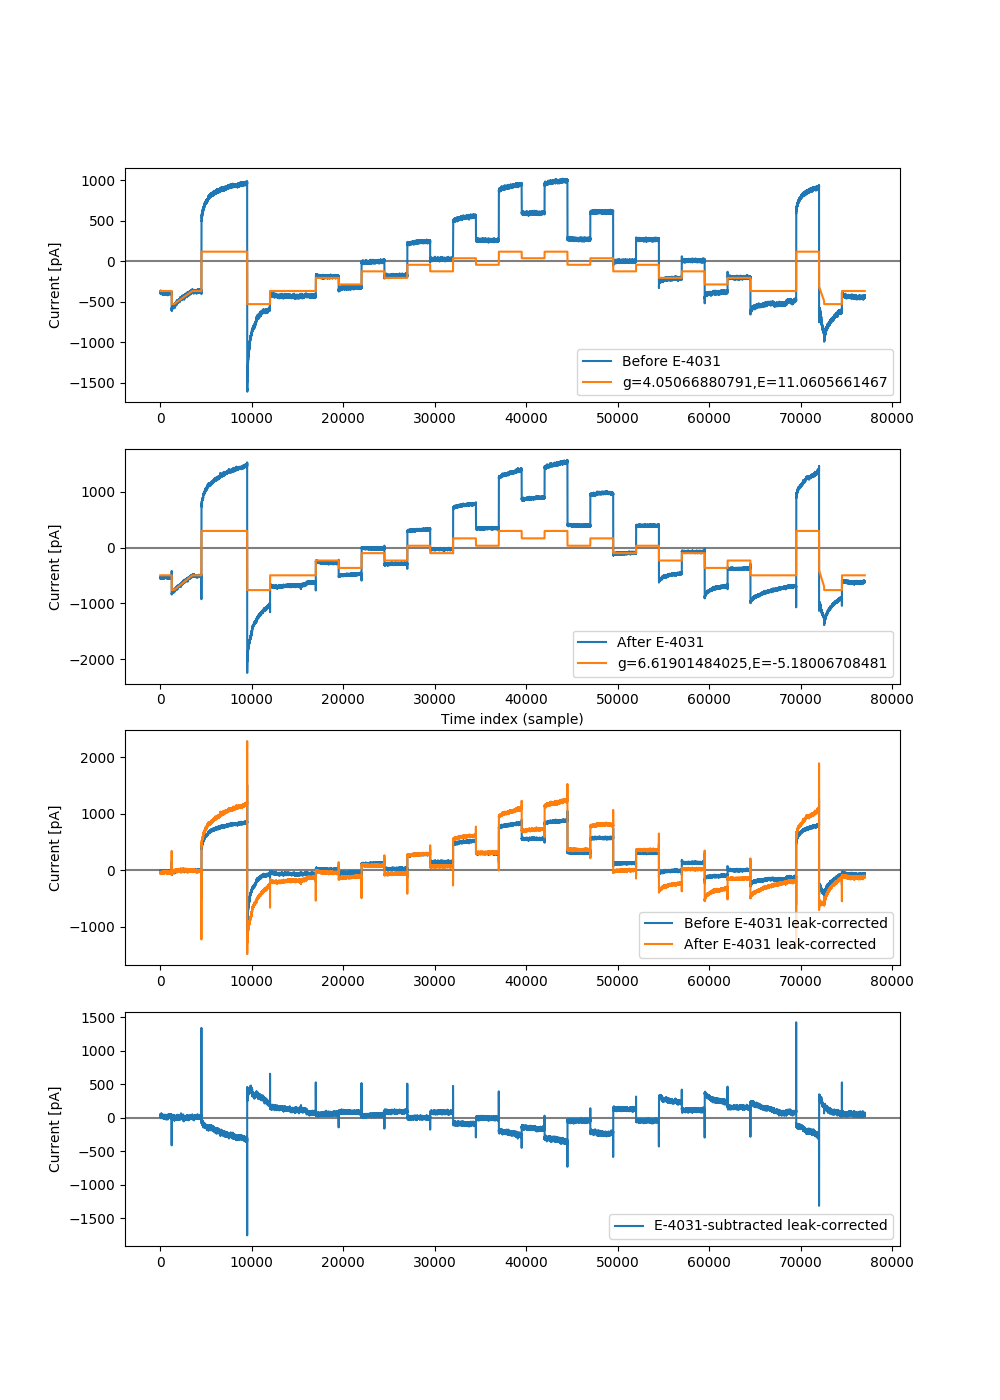 1000
500
0
−500
−1000
−1500
Current [pA]
Before E-4031
g=4.05066880791,E=11.0605661467
0 10000 20000 30000 40000 50000 60000 70000 80000
1000
0
−1000
−2000
Current [pA]
After E-4031
g=6.61901484025,E=-5.18006708481
0 10000 20000 30000 40000 50000 60000 70000 80000
Time index (sample)
2000
1000
0
−1000
Current [pA]
Before E-4031 leak-corrected
After E-4031 leak-corrected
0 10000 20000 30000 40000 50000 60000 70000 80000
1500
1000
500
0
−500
−1000
−1500
Current [pA]
E-4031-subtracted leak-corrected
0 10000 20000 30000 40000 50000 60000 70000 80000